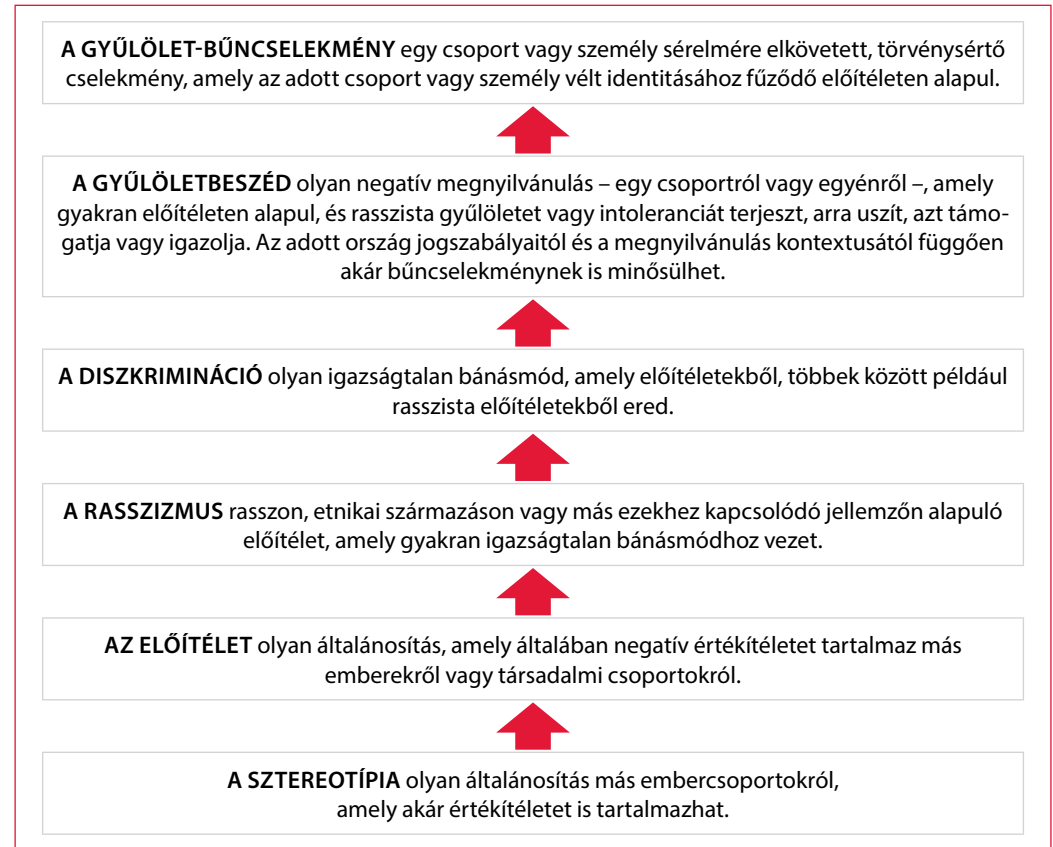 A GYŰLÖLET-BŰNCSELEKMÉNY egy csoport vagy személy sérelmére elkövetett, törvénysértő
cselekmény, amely az adott csoport vagy személy vélt identitásához fűződő előítéleten alapul.
A GYŰLÖLETBESZÉD olyan negatív megnyilvánulás – egy csoportról vagy egyénről –, amely
gyakran előítéleten alapul, és rasszista gyűlöletet vagy intoleranciát terjeszt, arra uszít, azt támo-
gatja vagy igazolja. Az adott ország jogszabályaitól és a megnyilvánulás kontextusától függően
akár bűncselekménynek is minősülhet.
A DISZKRIMINÁCIÓ olyan igazságtalan bánásmód, amely előítéletekből, többek között például
rasszista előítéletekből ered.
A RASSZIZMUS rasszon, etnikai származáson vagy más ezekhez kapcsolódó jellemzőn alapuló
előítélet, amely gyakran igazságtalan bánásmódhoz vezet.
AZ ELŐÍTÉLET olyan általánosítás, amely általában negatív értékítéletet tartalmaz más
emberekről vagy társadalmi csoportokról.
A SZTEREOTÍPIA olyan általánosítás más embercsoportokról,
amely akár értékítéletet is tartalmazhat.